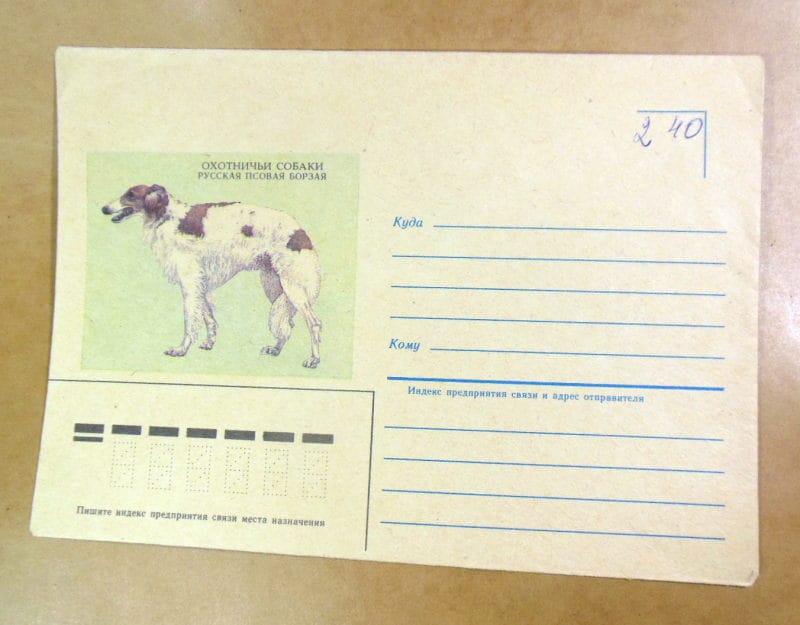 2 40
ОХОТНИЧЬИ СОБАКИ
РУССКАЯ ПСОВАЯ БОРЗАЯ
Куда
Кому
Индекс предприятия связи и адрес отправителя
Пишите индекс предприятия связи места назначения